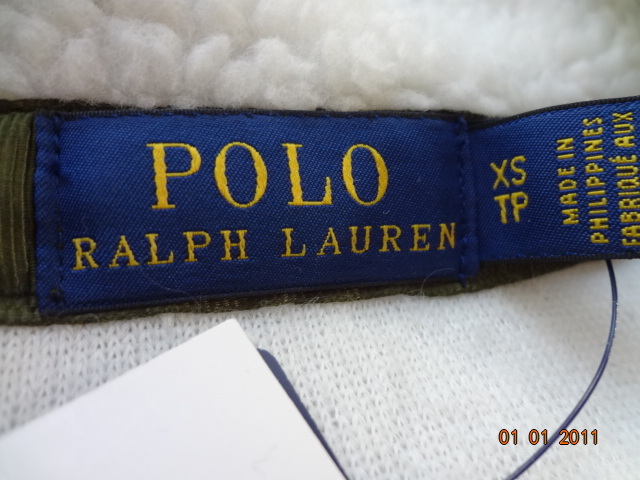 POLO
RALPH LAUREN
XS
TP
MADE IN
PHILIPPINES
FABRIQUÉ AUX
01 01 2011